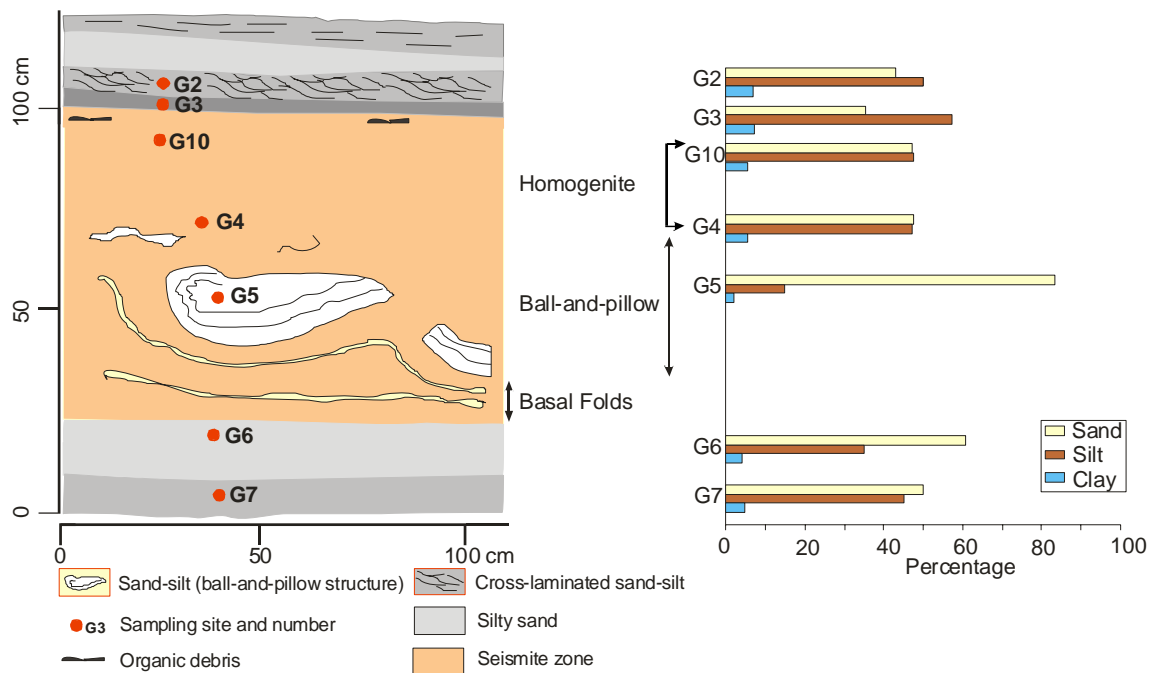 100 cm
50
0
G2
G3
G10
G4
G5
G6
G7
0
50
100 cm
Homogenite
Ball-and-pillow
Basal Folds
G2
G3
G10
G4
G5
G6
G7
Sand
Silt
Clay
0
20
40
60
80
100
Percentage
Sand-silt (ball-and-pillow structure)
Cross-laminated sand-silt
G3
Sampling site and number
Silty sand
Organic debris
Seismite zone